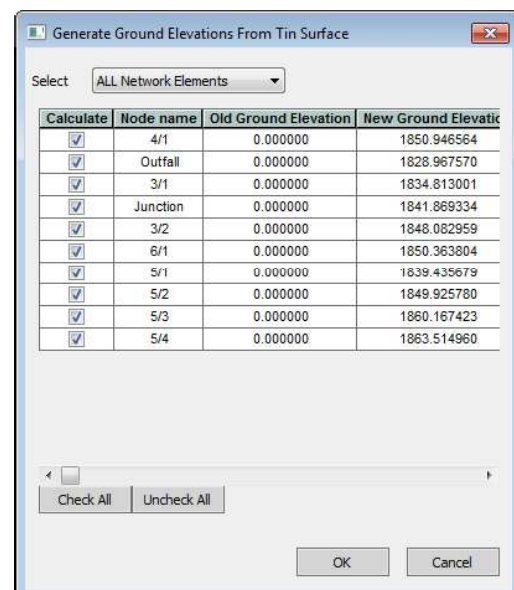 Generate Ground Elevations From Tin Surface
Select ALL Network Elements
Calculate Node name Old Ground Elevation New Ground Elevatic
4/1 0.000000 1850.946564
Outfall 0.000000 1828.967570
3/1 0.000000 1834.813001
Junction 0.000000 1841.869334
3/2 0.000000 1848.082959
6/1 0.000000 1850.363804
5/1 0.000000 1839.435679
5/2 0.000000 1849.925780
5/3 0.000000 1860.167423
5/4 0.000000 1863.514960
Check All Uncheck All
OK Cancel